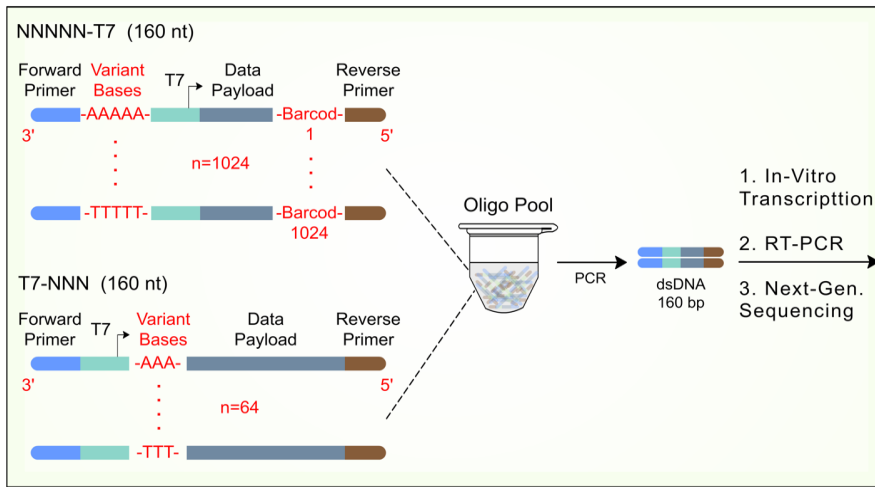 NNNNN-T7 (160 nt)
Forward
Primer
Variant
Bases
T7
Data
Payload
Reverse
Primer
-AAAAA-
-Barcod-
1
3'
5'
n=1024
-TTTTT-
-Barcod-
1024
T7-NNN (160 nt)
Forward
Primer
T7
Variant
Bases
Data
Payload
Reverse
Primer
-AAA-
3'
5'
n=64
-TTT-
Oligo Pool
PCR
dsDNA
160 bp
1. In-Vitro
Transcripttion
2. RT-PCR
3. Next-Gen.
Sequencing